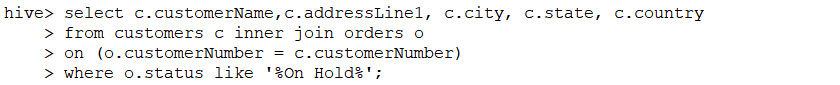 hive> select c.customerName,c.addressLine1, c.city, c.state, c.country
> from customers c inner join orders o
> on (o.customerNumber = c.customerNumber)
> where o.status like '%On Hold%';